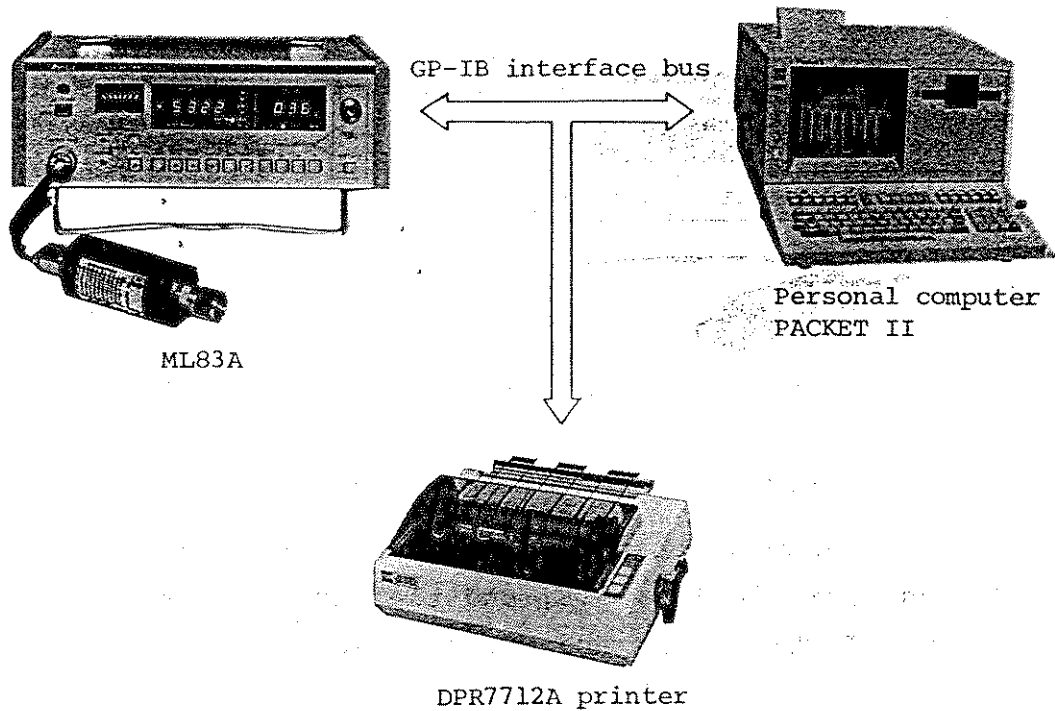 GP-IB interface bus
Personal computer
PACKET II
ML83A
DPR7712A printer